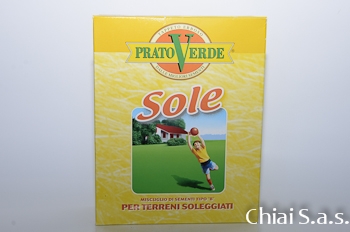 PRATO VERDE
sole
MISCUGLIO DI SEMENTI TIPO "B"
PER TERRENI SOLEGGIATI
Chiai S.a.s.